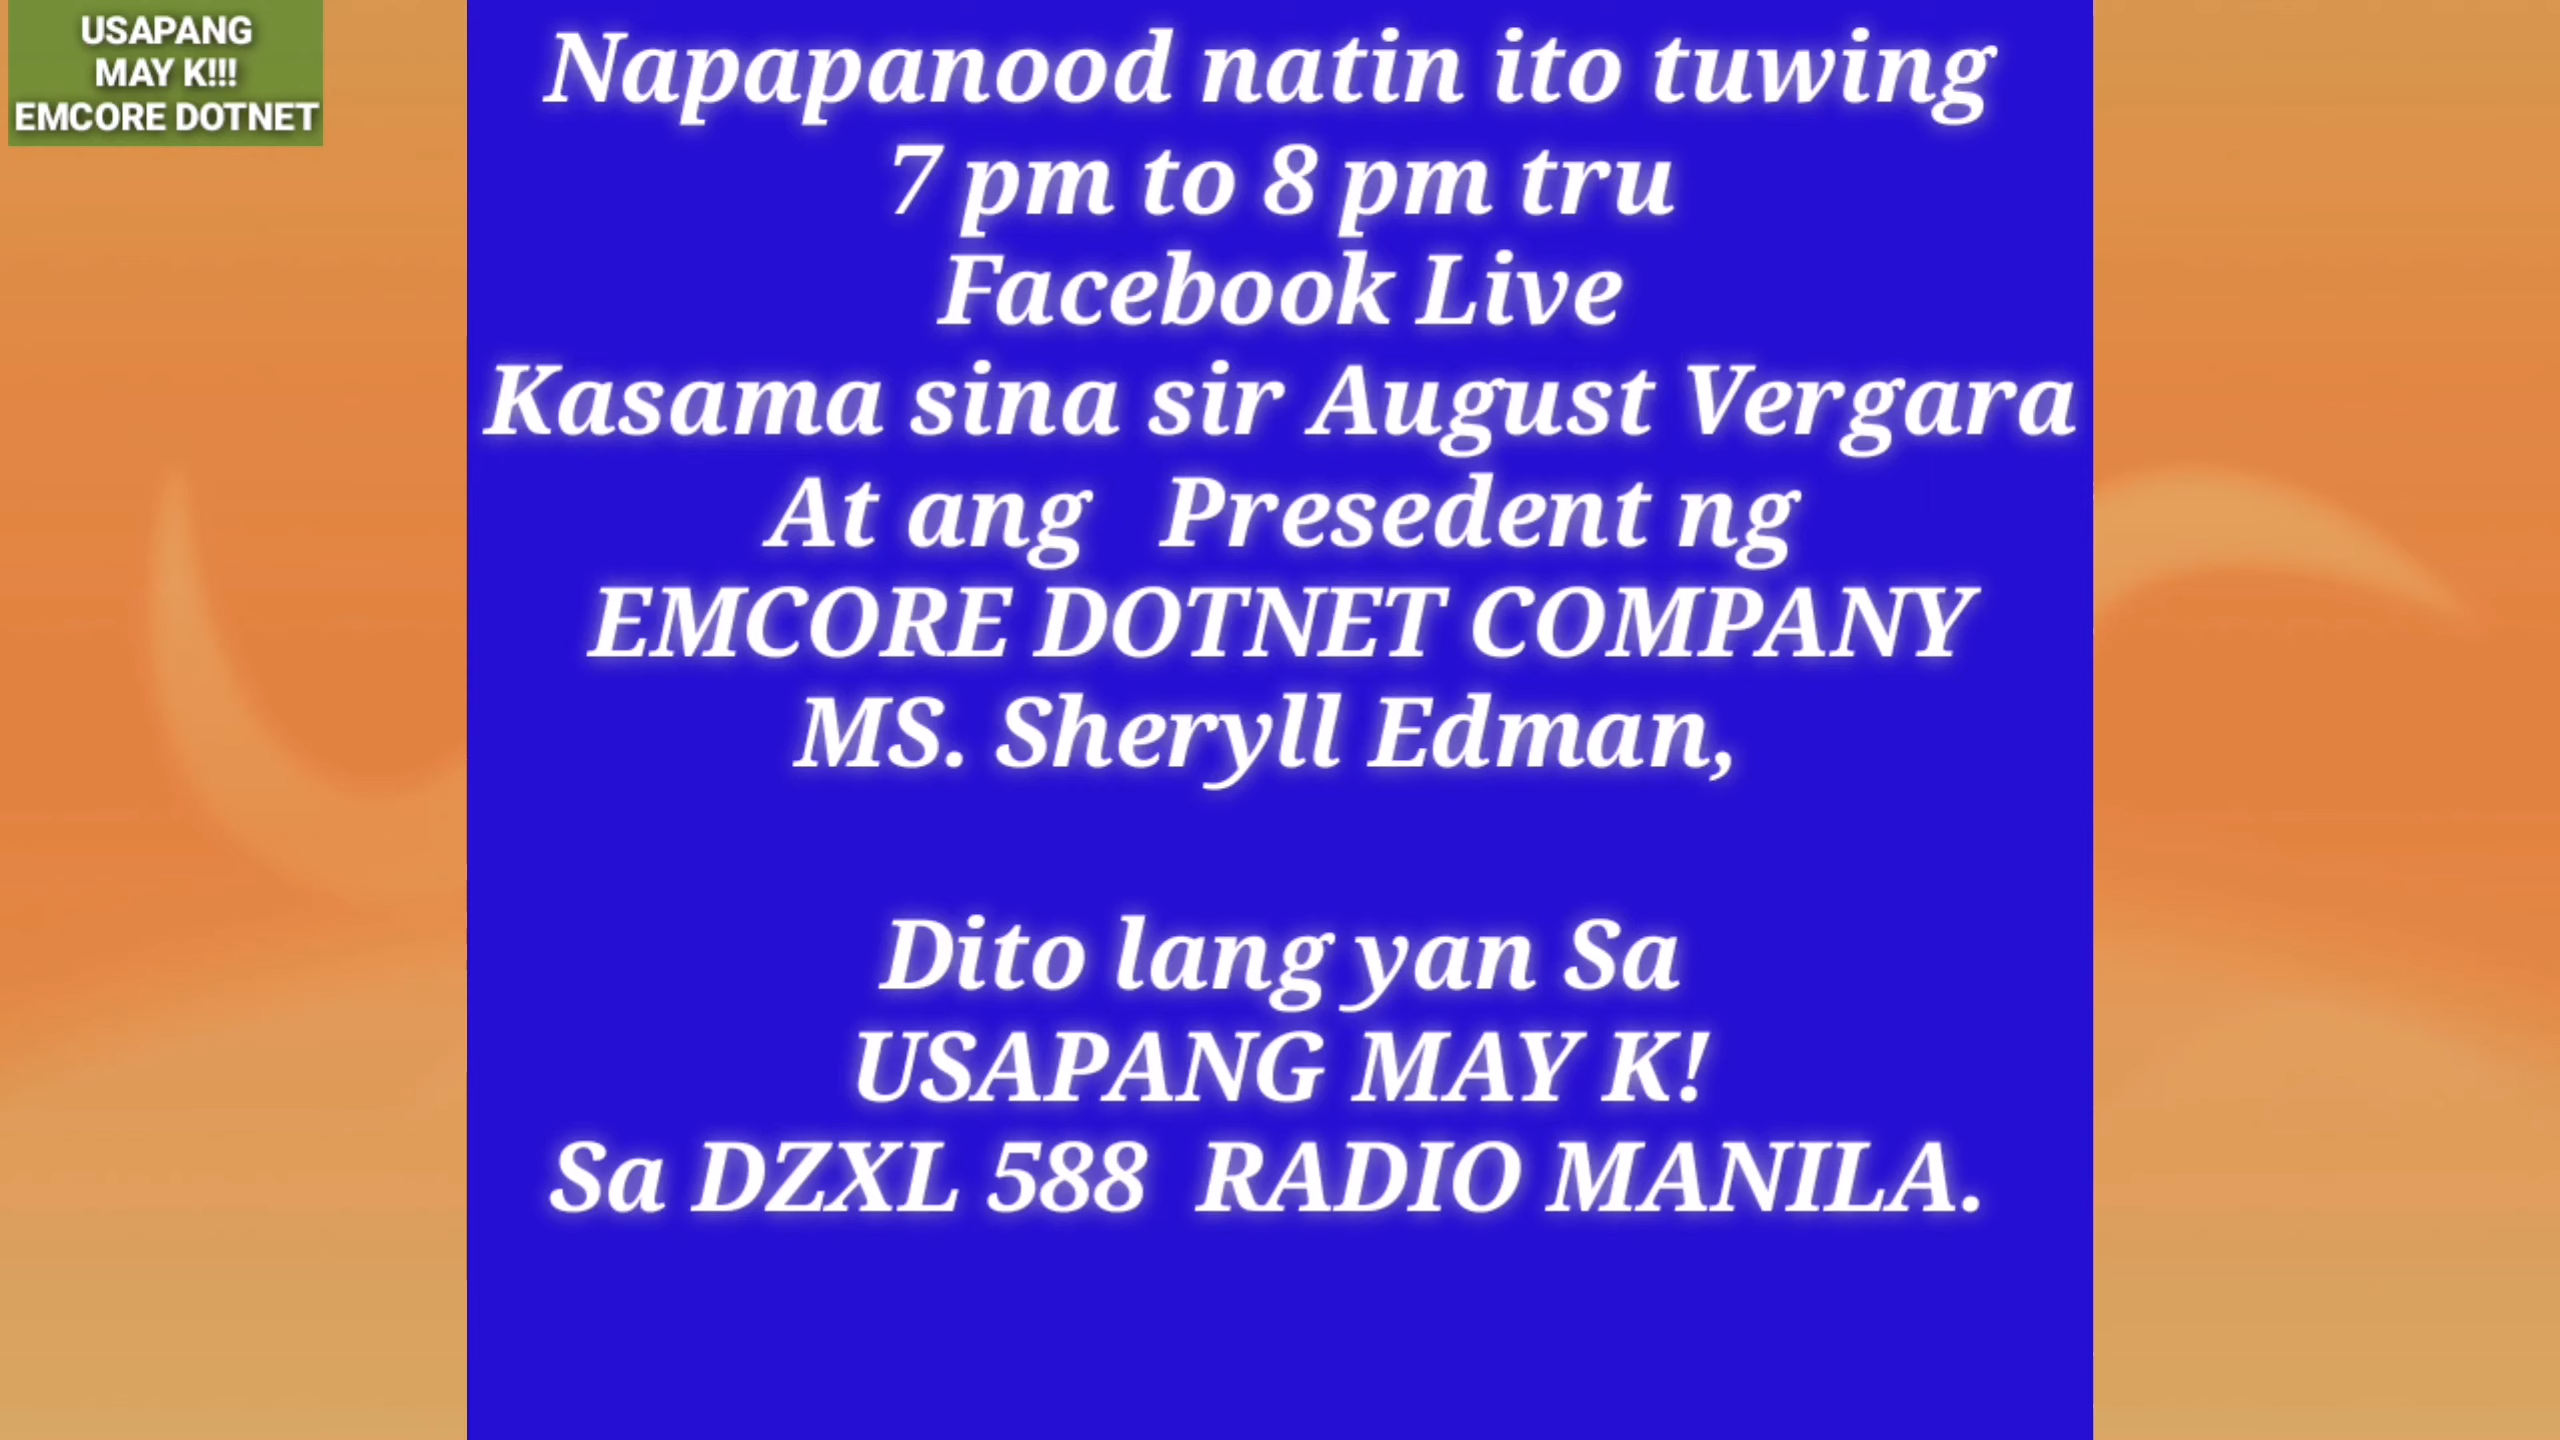 USAPANG
MAY K!!!
EMCORE DOTNET
Napapanood natin ito tuwing
7 pm to 8 pm tru
Facebook Live
Kasama sina sir August Vergara
At ang Presedent ng
EMCORE DOTNET COMPANY
MS. Sheryll Edman,
Dito lang yan Sa
USAPANG MAY K!
Sa DZXL 588 RADIO MANILA.